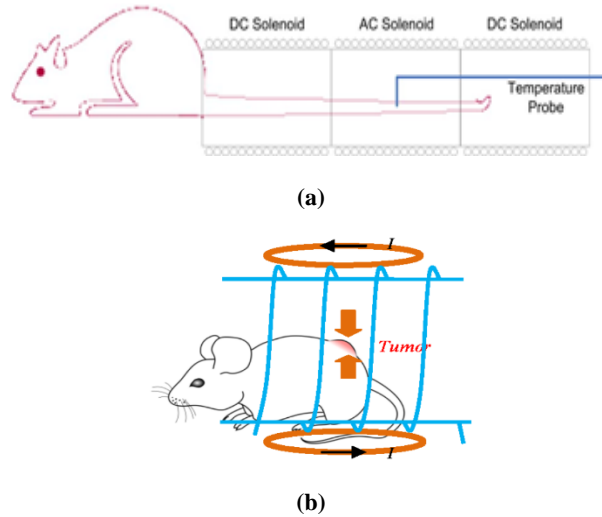 DC Solenoid AC Solenoid DC Solenoid
Temperature
Probe
(a)
I
Tumor
I
(b)